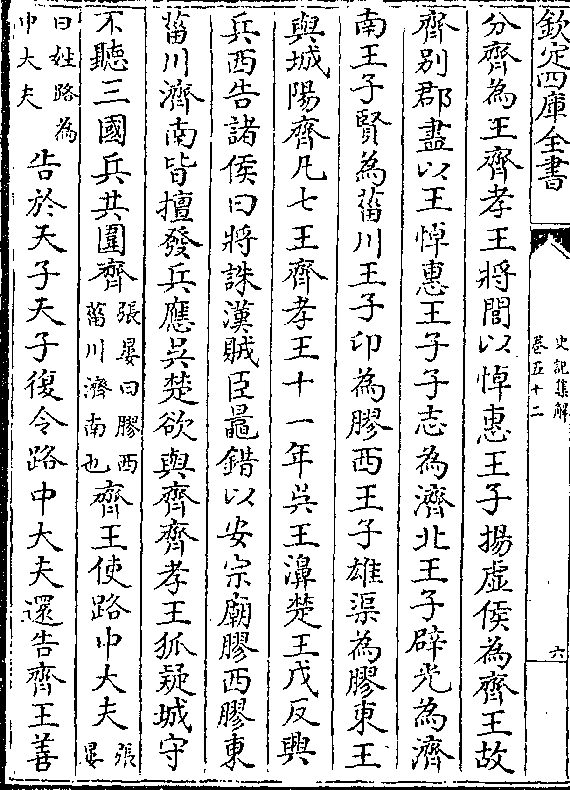 欽定四庫全書
史記集解
卷五十二
六
分齊為王齊孝王將閭以悼惠王子揚虛侯為齊王故
齊别郡盡以王悼惠王子子志為濟北王子辟光為濟
南王子賢為菑川王子卬為膠西王子雄渠為膠東王
與城陽齊凡七王齊孝王十一年吳王濞楚王戊反興
兵西告諸侯曰將誅漢賊臣鼂錯以安宗廟膠西膠東
菑川濟南皆擅發兵應吳楚欲與齊齊孝王狐疑城守
不聽三國兵共圍齊張晏曰膠西菑川濟南也齊王使路中大夫張晏
曰姓路為中大夫告於天子天子復令路中大夫還告齊王善